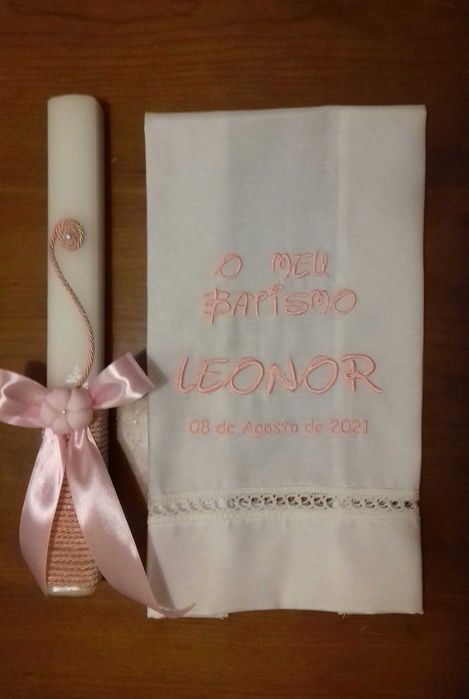 O MEU
BAPTISMO
LEONOR
08 de Agosto de 2021